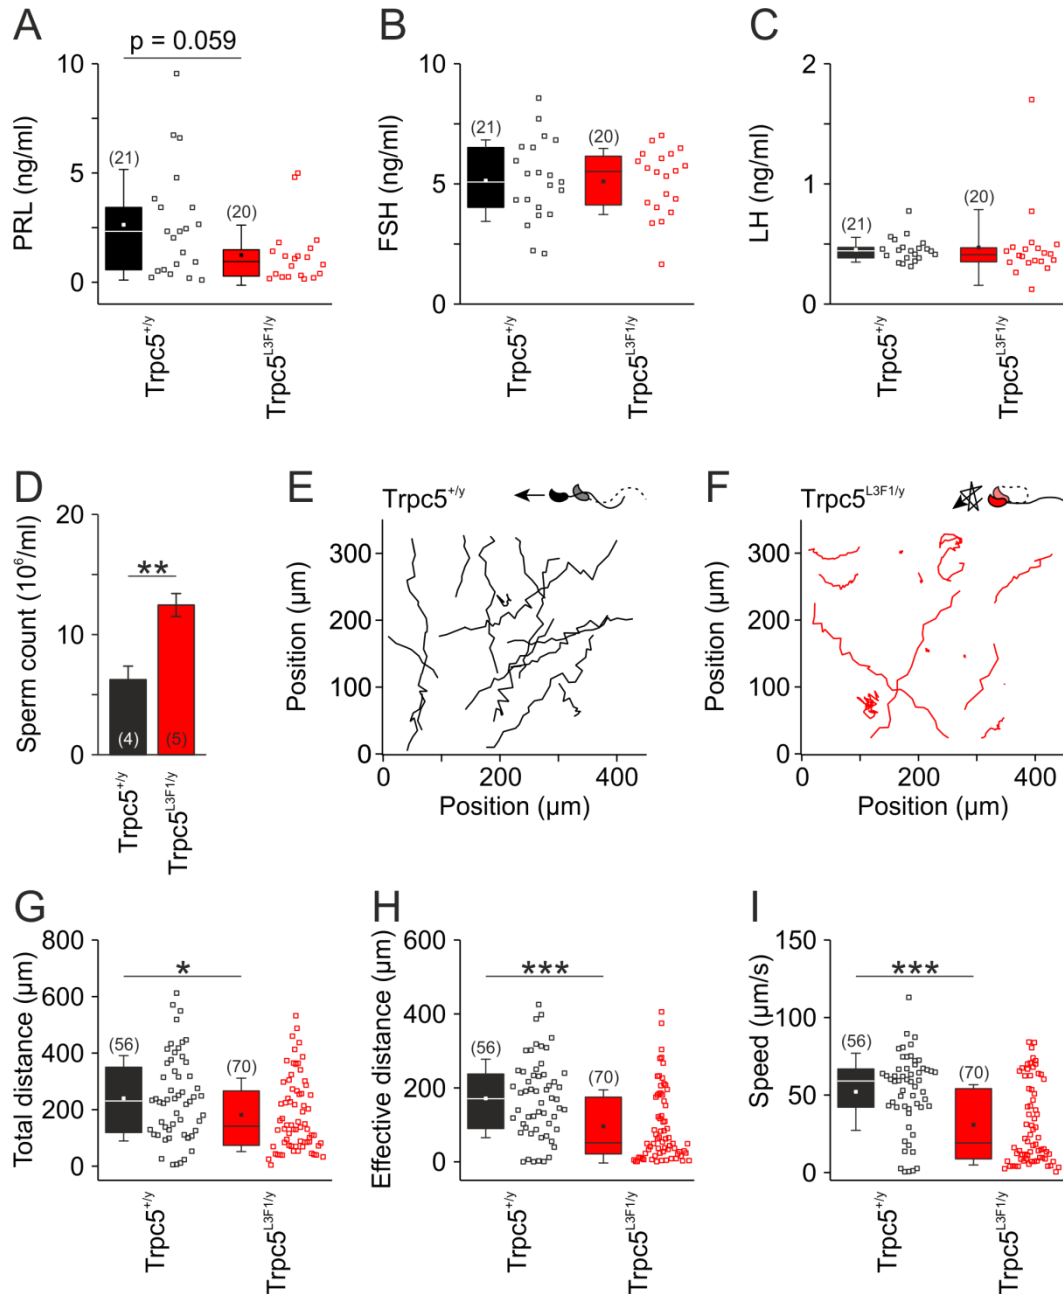 A
p = 0.059
PRL (ng/ml)
10
5
0
(21)
(20)
Trpc5+/y
Trpc5L3F1/y
B
FSH (ng/ml)
10
5
0
(21)
(20)
Trpc5+/y
Trpc5L3F1/y
C
LH (ng/ml)
2
1
0
(21)
(20)
Trpc5+/y
Trpc5L3F1/y
D
Sperm count (10⁶/ml)
20
10
0
**
(4)
(5)
Trpc5+/y
Trpc5L3F1/y
E
Trpc5+/y
Position (µm)
300
200
100
0
0
200
400
Position (µm)
F
Trpc5L3F1/y
Position (µm)
300
200
100
0
0
200
400
Position (µm)
G
Total distance (µm)
800
600
400
200
0
*
(56)
(70)
Trpc5+/y
Trpc5L3F1/y
H
Effective distance (µm)
600
400
200
0
***
(56)
(70)
Trpc5+/y
Trpc5L3F1/y
I
Speed (µm/s)
150
100
50
0
***
(56)
(70)
Trpc5+/y
Trpc5L3F1/y